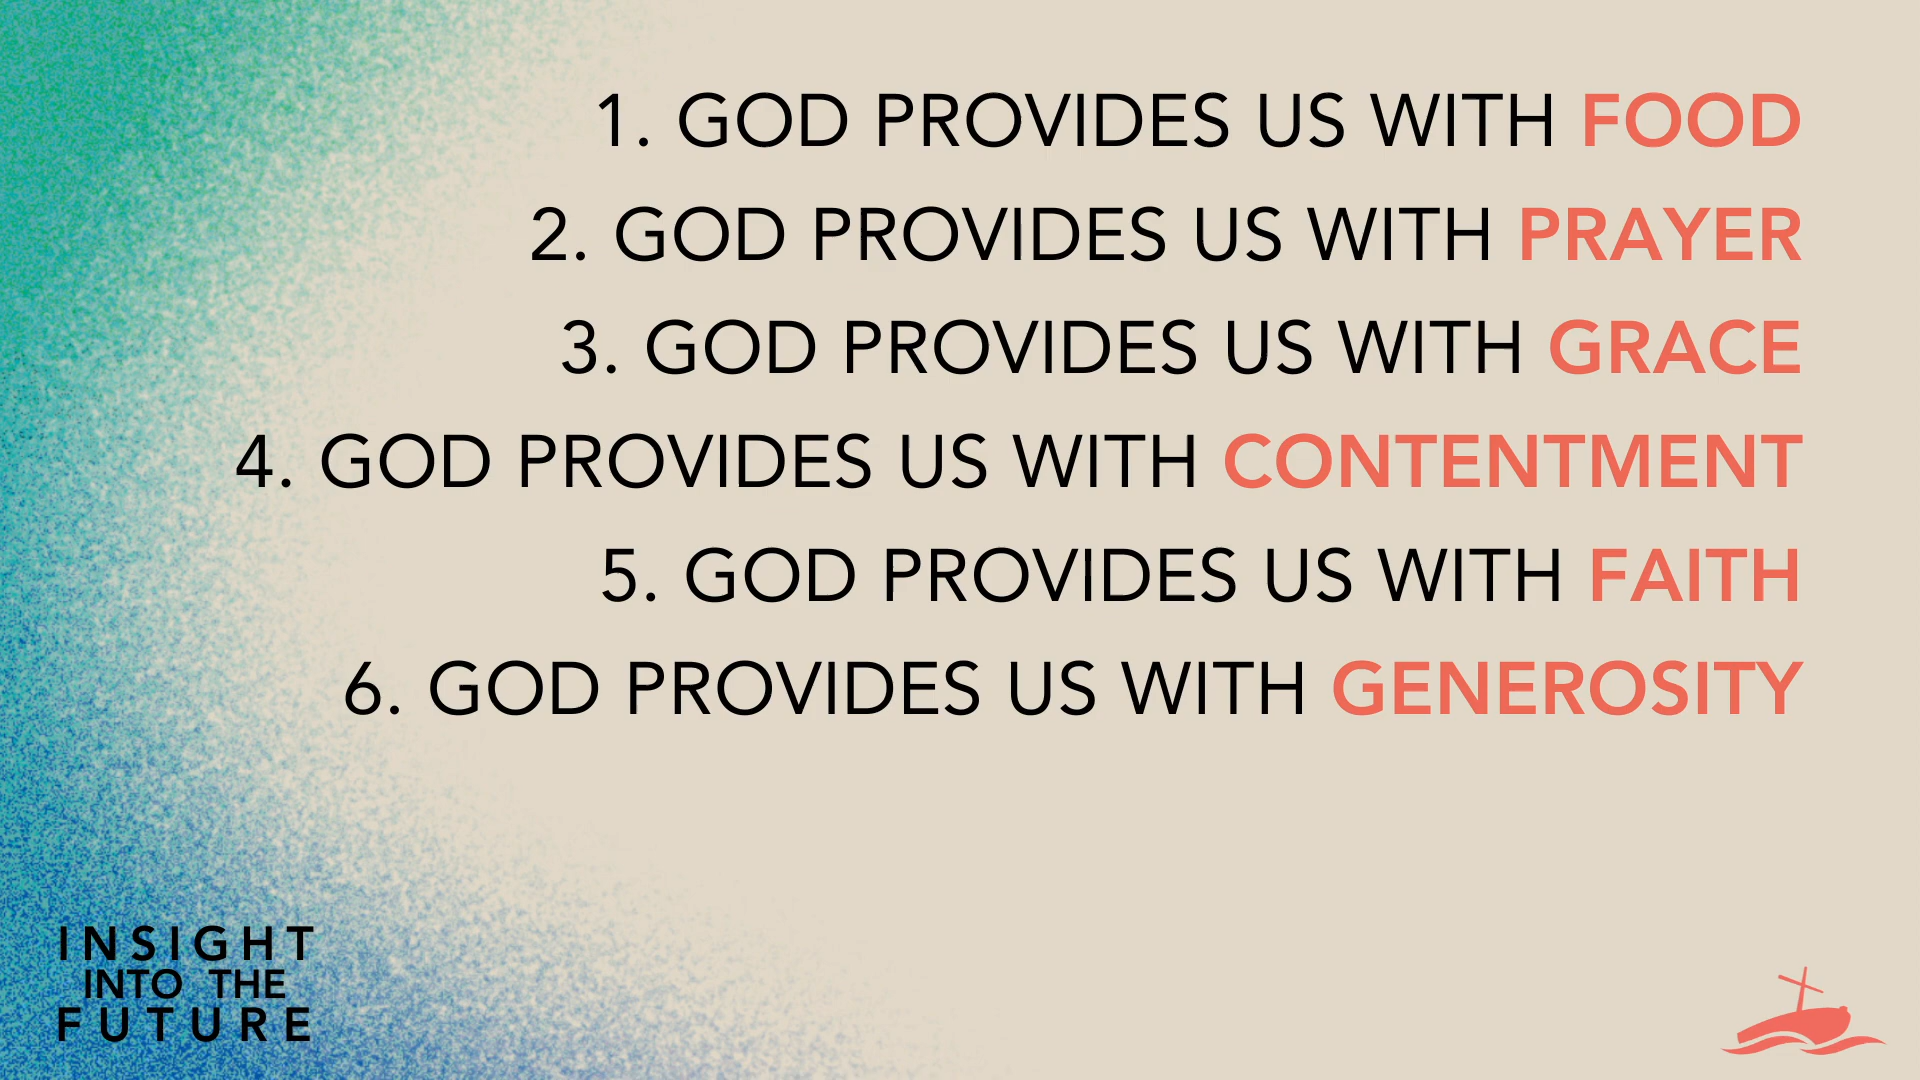 1. GOD PROVIDES US WITH FOOD
2. GOD PROVIDES US WITH PRAYER
3. GOD PROVIDES US WITH GRACE
4. GOD PROVIDES US WITH CONTENTMENT
5. GOD PROVIDES US WITH FAITH
6. GOD PROVIDES US WITH GENEROSITY
INSIGHT
INTO THE
FUTURE